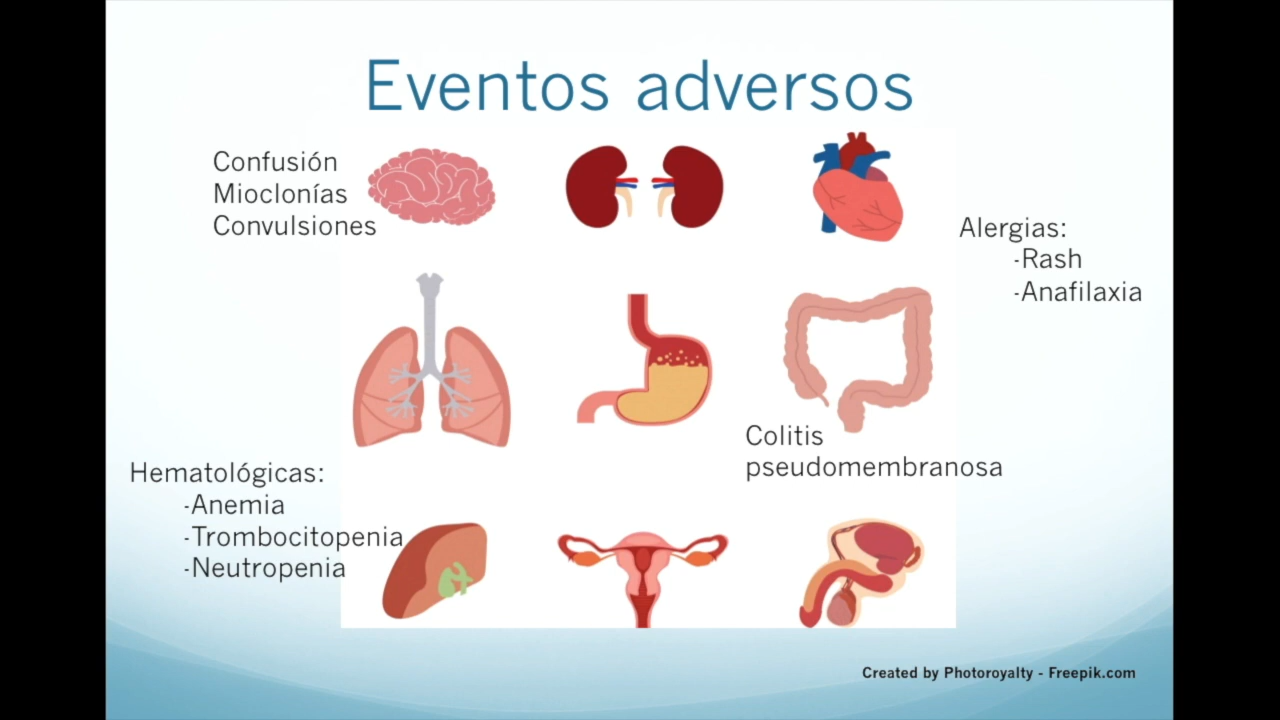 Eventos adversos
Confusión
Mioclonías
Convulsiones
Alergias:
-Rash
-Anafilaxia
Colitis
pseudomembranosa
Hematológicas:
-Anemia
-Trombocitopenia
-Neutropenia
Created by Photoroyalty - Freepik.com